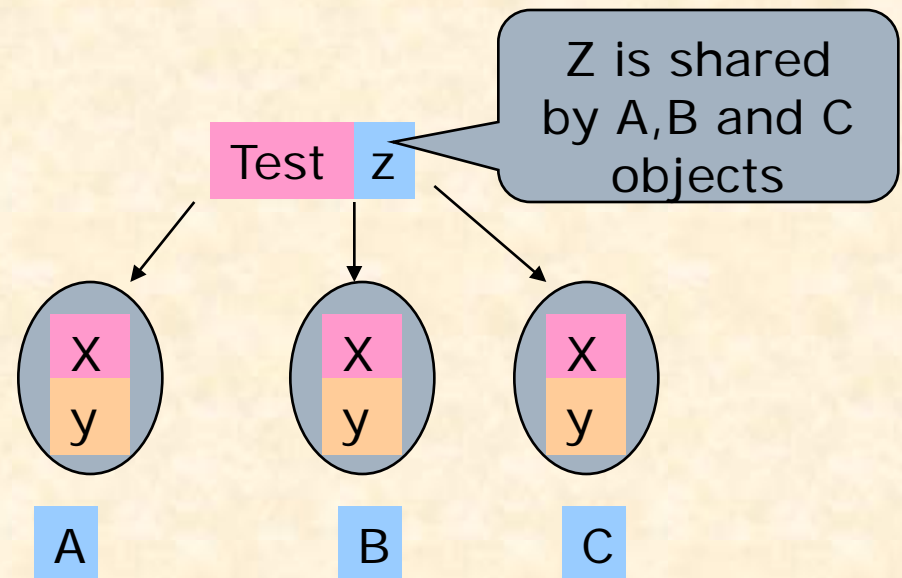 Z is shared
by A,B and C
objects
Test z
X X X
y y y
A B C